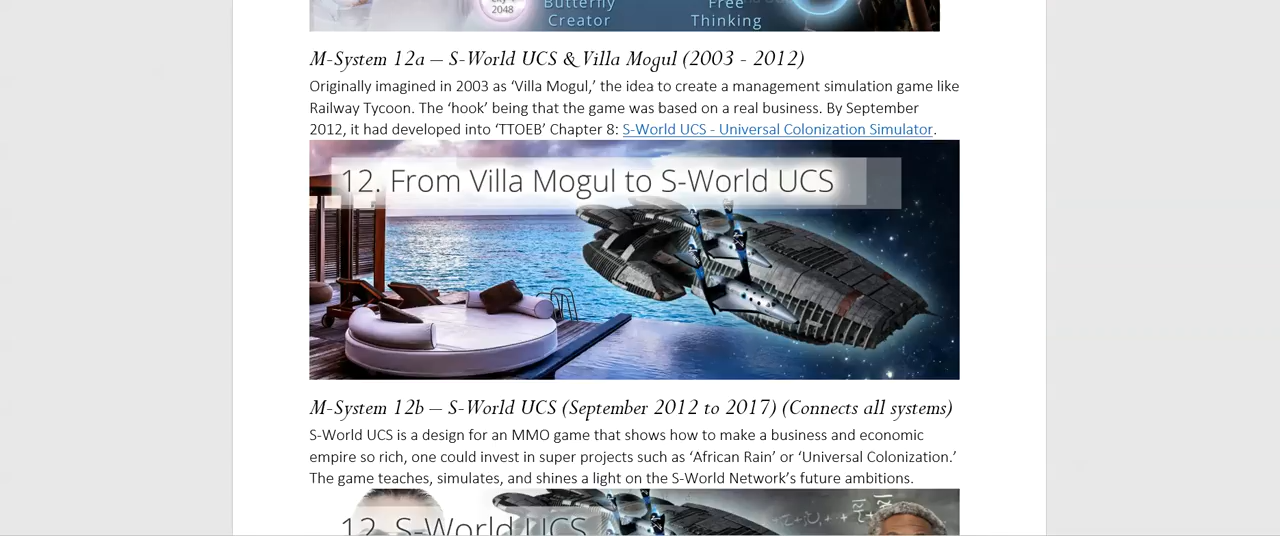 2048
Butterfly
Creator
Free
Thinking
M-System 12a – S-World UCS & Villa Mogul (2003 - 2012)
Originally imagined in 2003 as ‘Villa Mogul,’ the idea to create a management simulation game like
Railway Tycoon. The ‘hook’ being that the game was based on a real business. By September
2012, it had developed into ‘TTOEB’ Chapter 8: S-World UCS - Universal Colonization Simulator.
12. From Villa Mogul to S-World UCS
M-System 12b – S-World UCS (September 2012 to 2017) (Connects all systems)
S-World UCS is a design for an MMO game that shows how to make a business and economic
empire so rich, one could invest in super projects such as ‘African Rain’ or ‘Universal Colonization.’
The game teaches, simulates, and shines a light on the S-World Network’s future ambitions.
12. S-World UCS